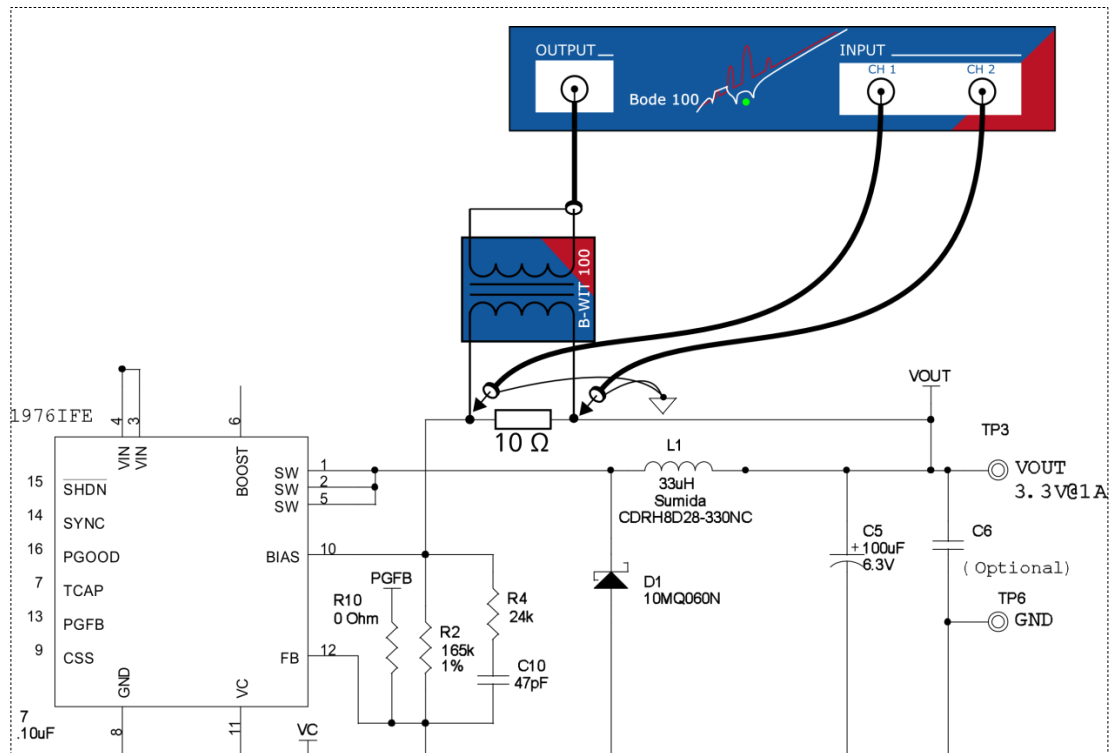 OUTPUT
INPUT
CH 1
CH 2
Bode 100
B-WIT 100
10 Ω
VOUT
1976IFE
4
3
6
VIN
VIN
BOOST
TP3
L1
33uH
Sumida
CDRH8D28-330NC
VOUT
3.3V@1A
SW
1
SW
2
SW
5
15
SHDN
14
SYNC
16
PGOOD
BIAS
10
7
TCAP
13
PGFB
9
CSS
FB
12
GND
VC
8
11
7
.10uF
VC
PGFB
R10
0 Ohm
R2
165k
1%
R4
24k
C10
47pF
D1
10MQ060N
C5
+
100uF
6.3V
C6
(Optional)
TP6
GND